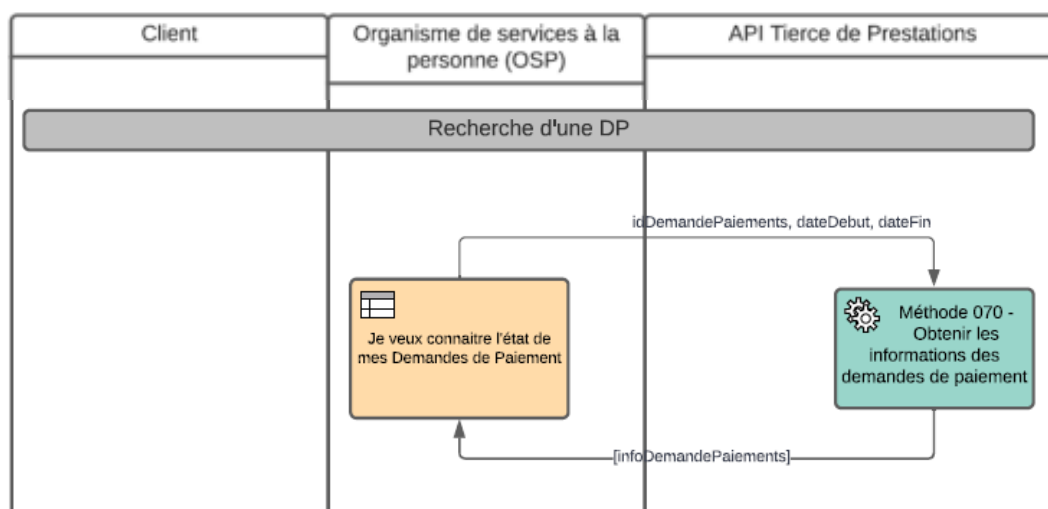 Client
Organisme de services à la
personne (OSP)
API Tierce de Prestations
Recherche d'une DP
idDemandePaiements, dateDebut, dateFin
Je veux connaitre l'état de
mes Demandes de Paiement
Méthode 070 -
Obtenir les
informations des
demandes de paiement
[infoDemandePaiements]